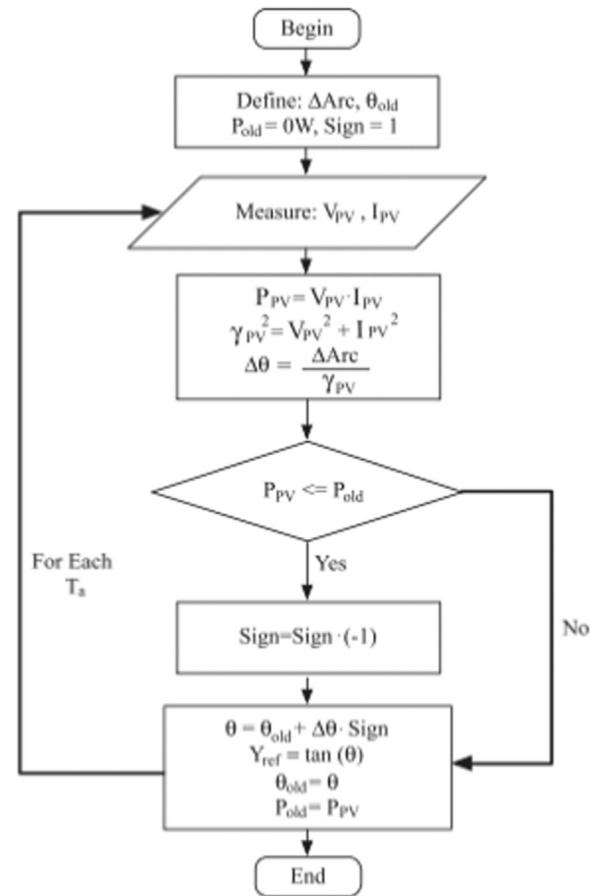 Begin
Define: ΔArc, θold
Pold = 0W, Sign = 1
Measure: VPV , IPV
PPV = VPV · IPV
γPV² = VPV² + IPV²
Δθ = ΔArc / γPV
PPV <= Pold
Yes
For Each
Ta
No
Sign=Sign · (-1)
θ = θold + Δθ · Sign
Yref = tan (θ)
θold = θ
Pold = PPV
End